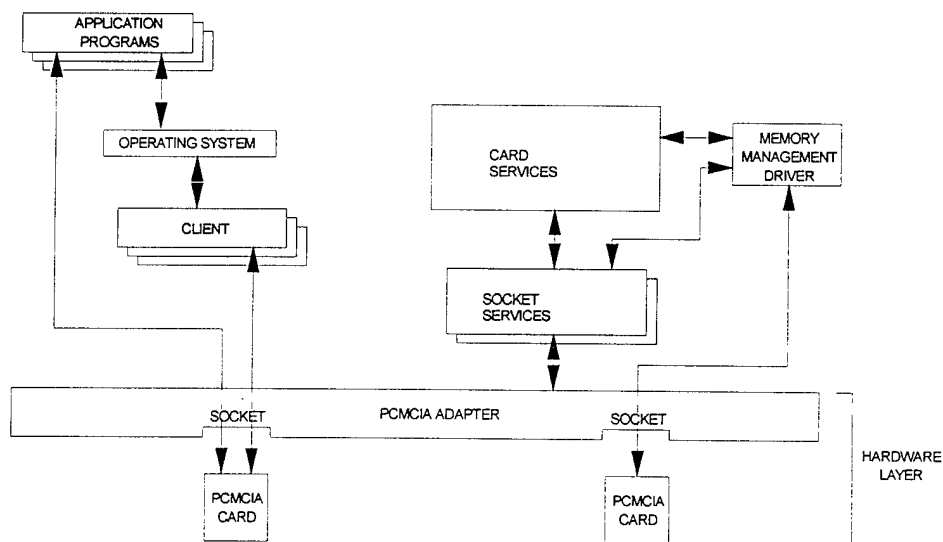 APPLICATION
PROGRAMS
OPERATING SYSTEM
CLIENT
CARD
SERVICES
MEMORY
MANAGEMENT
DRIVER
SOCKET
SERVICES
SOCKET
PCMCIA ADAPTER
SOCKET
HARDWARE
LAYER
PCMCIA
CARD
PCMCIA
CARD